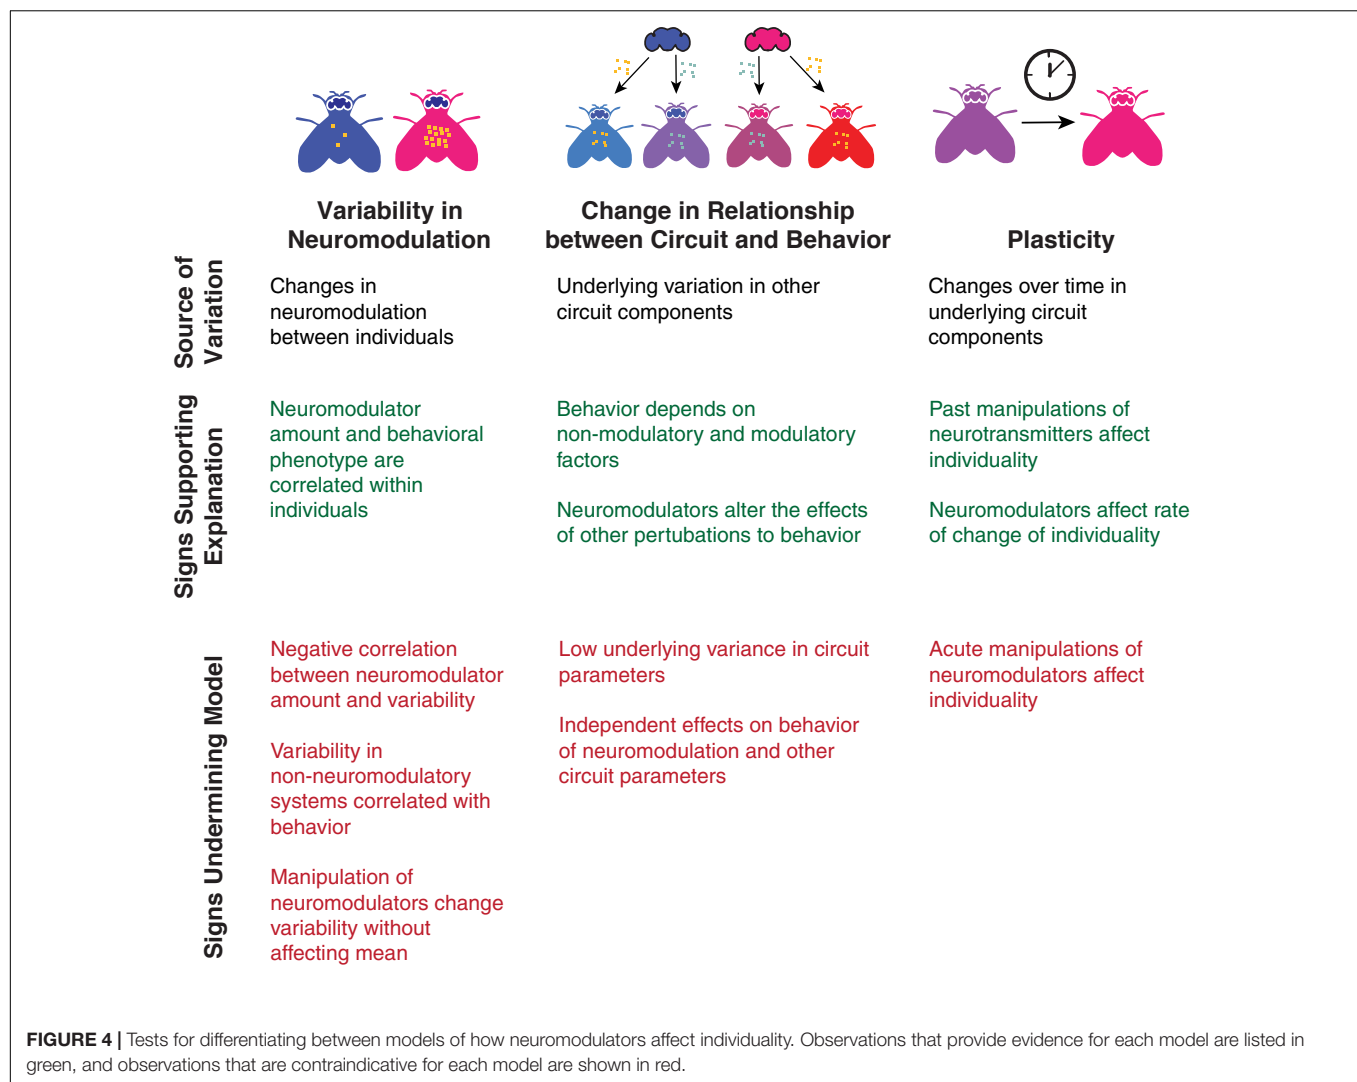 Variability in
Neuromodulation
Change in Relationship
between Circuit and Behavior
Plasticity
Source of
Variation
Changes in
neuromodulation
between individuals
Underlying variation in other
circuit components
Changes over time in
underlying circuit
components
Signs Supporting
Explanation
Neuromodulator
amount and behavioral
phenotype are
correlated within
individuals
Behavior depends on
non-modulatory and modulatory
factors
Neuromodulators alter the effects
of other pertubations to behavior
Past manipulations of
neurotransmitters affect
individuality
Neuromodulators affect rate
of change of individuality
Signs Undermining Model
Negative correlation
between neuromodulator
amount and variability
Variability in
non-neuromodulatory
systems correlated with
behavior
Manipulation of
neuromodulators change
variability without
affecting mean
Low underlying variance in circuit
parameters
Independent effects on behavior
of neuromodulation and other
circuit parameters
Acute manipulations of
neuromodulators affect
individuality
FIGURE 4 | Tests for differentiating between models of how neuromodulators affect individuality. Observations that provide evidence for each model are listed in
green, and observations that are contraindicative for each model are shown in red.